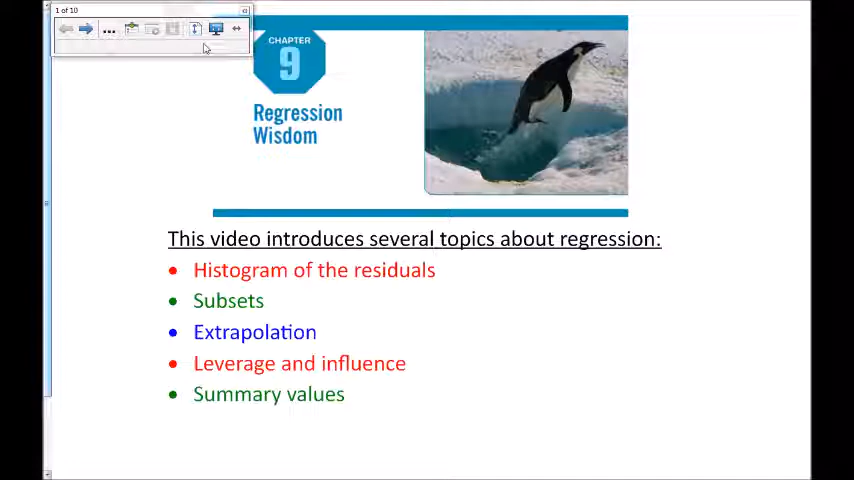 1 of 10
CHAPTER
9
Regression
Wisdom
This video introduces several topics about regression:
• Histogram of the residuals
• Subsets
• Extrapolation
• Leverage and influence
• Summary values